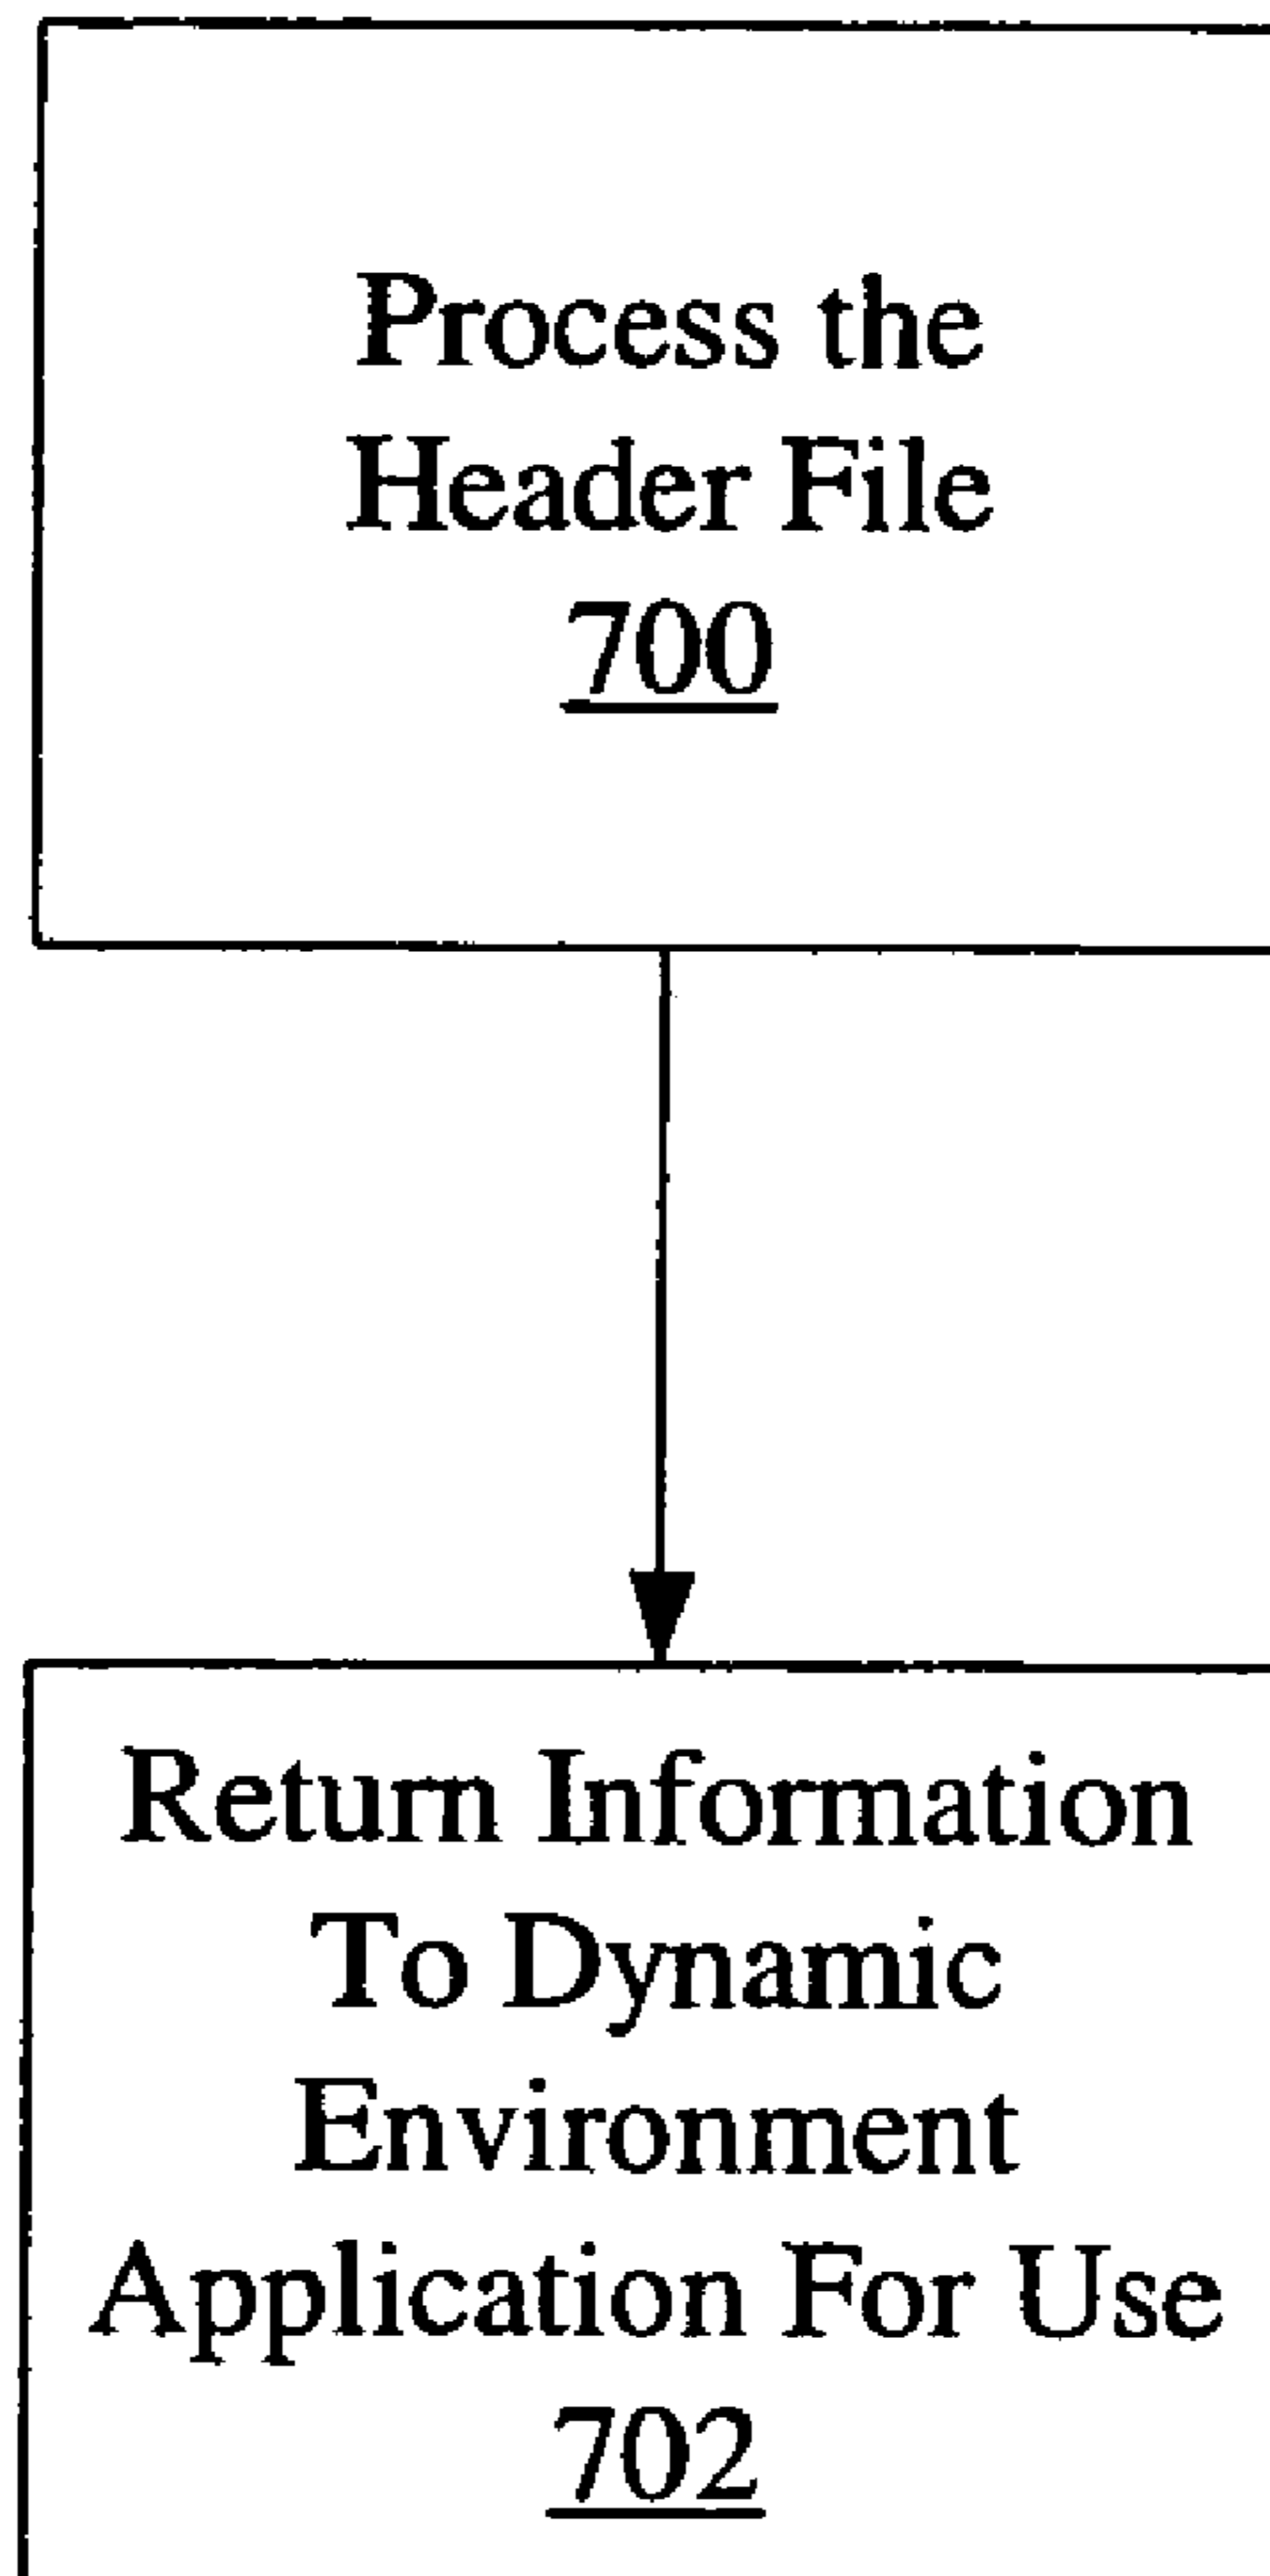 Process the
Header File
700
Return Information
To Dynamic
Environment
Application For Use
702